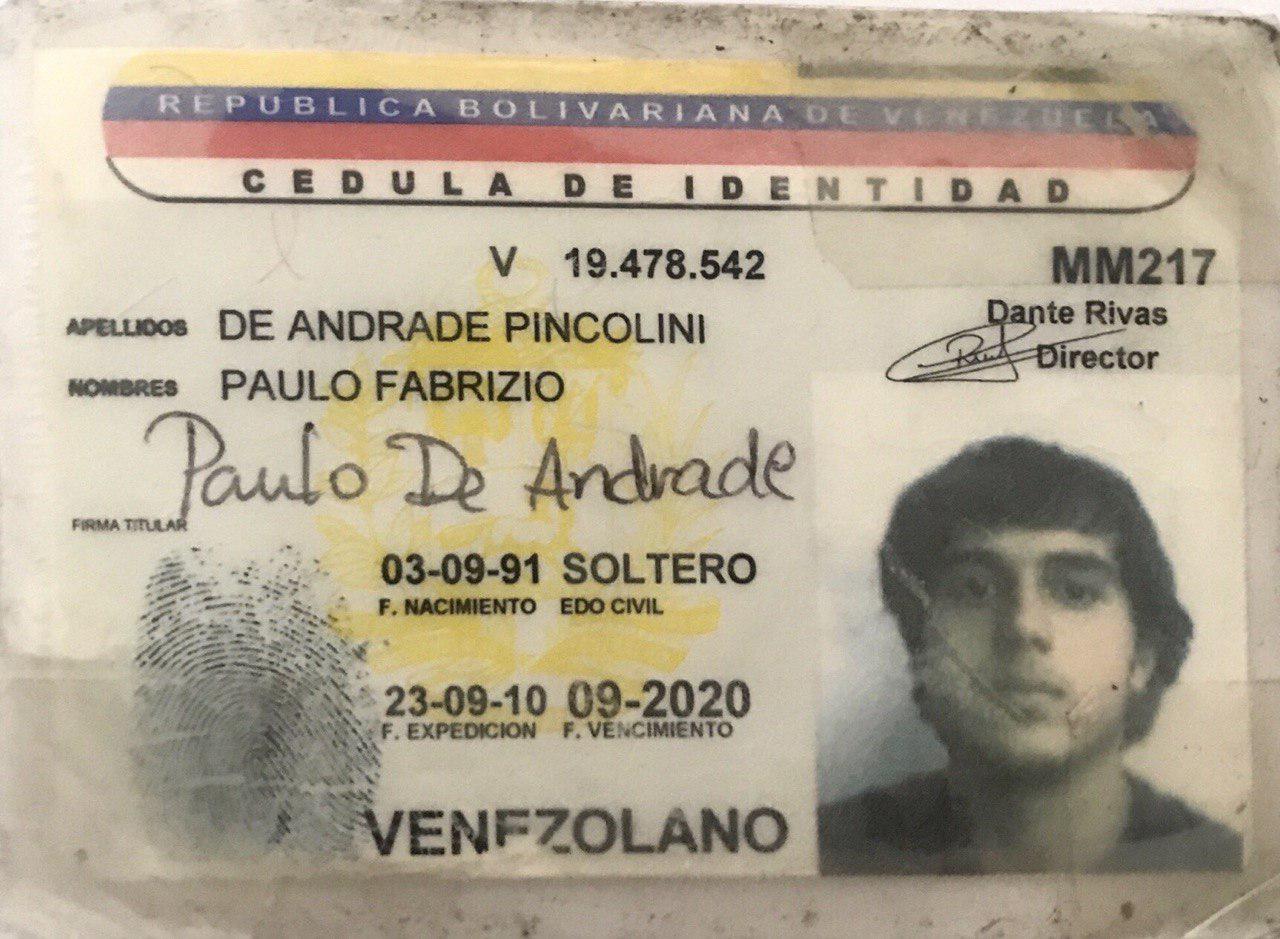 REPUBLICA BOLIVARIANA DE VENEZUELA
CEDULA DE IDENTIDAD
V 19.478.542
MM217
Dante Rivas
Director
APELLIDOS DE ANDRADE PINCOLINI
NOMBRES PAULO FABRIZIO
Paulo De Andrade
FIRMA TITULAR
03-09-91 SOLTERO
F. NACIMIENTO EDO CIVIL
23-09-10 09-2020
F. EXPEDICION F. VENCIMIENTO
VENEZOLANO